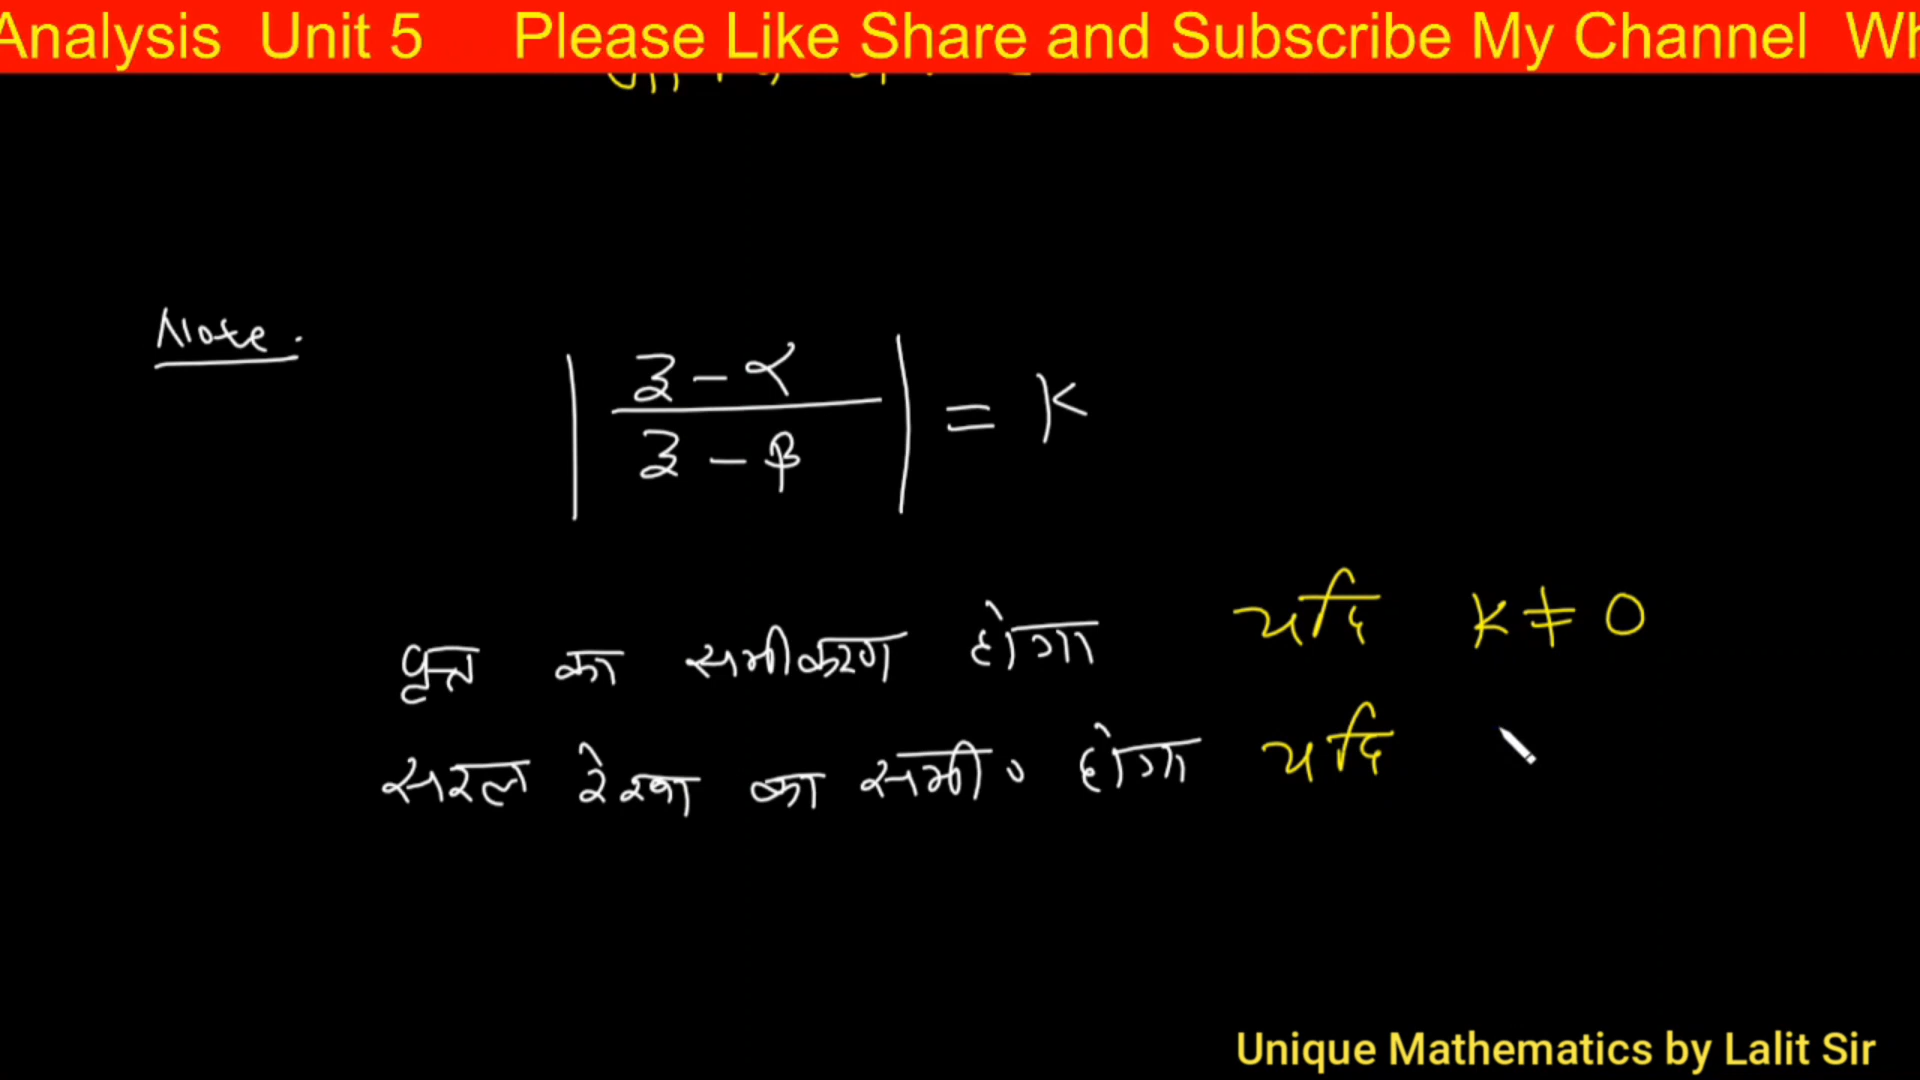 Analysis Unit 5 Please Like Share and Subscribe My Channel Wh
Note.
| z - α / z - β | = K
वृत्त का समीकरण होगा यदि K ≠ 0
सरल रेखा का समी० होगा यदि
Unique Mathematics by Lalit Sir